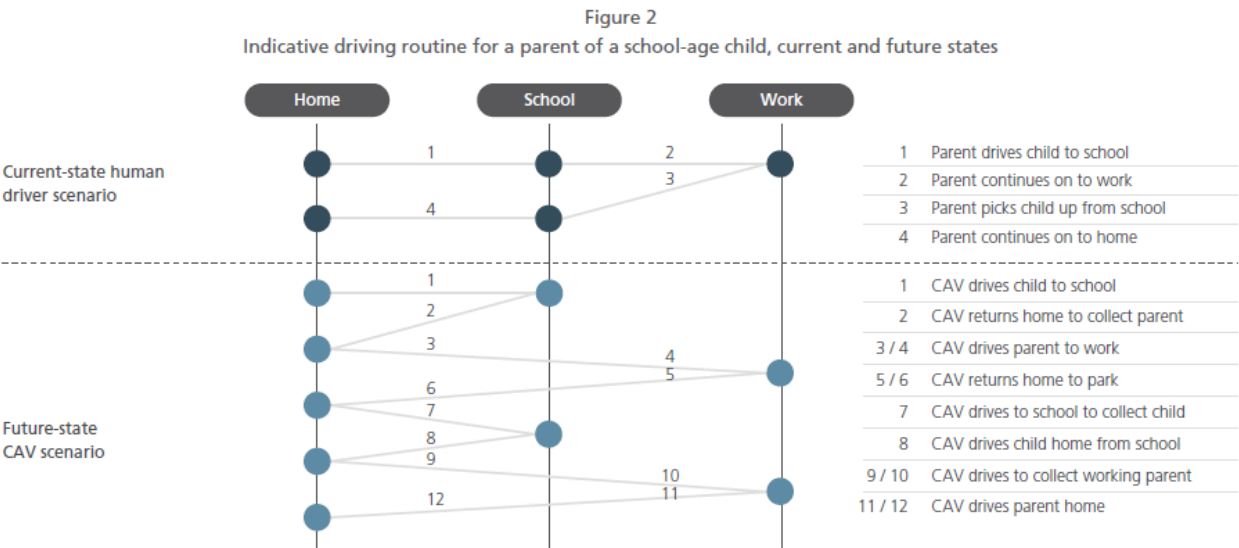 Figure 2
Indicative driving routine for a parent of a school-age child, current and future states
Home
School
Work
Current-state human
driver scenario
1
2
3
4
1 Parent drives child to school
2 Parent continues on to work
3 Parent picks child up from school
4 Parent continues on to home
Future-state
CAV scenario
1
2
3
4
5
6
7
8
9
10
11
12
1 CAV drives child to school
2 CAV returns home to collect parent
3 / 4 CAV drives parent to work
5 / 6 CAV returns home to park
7 CAV drives to school to collect child
8 CAV drives child home from school
9 / 10 CAV drives to collect working parent
11 / 12 CAV drives parent home